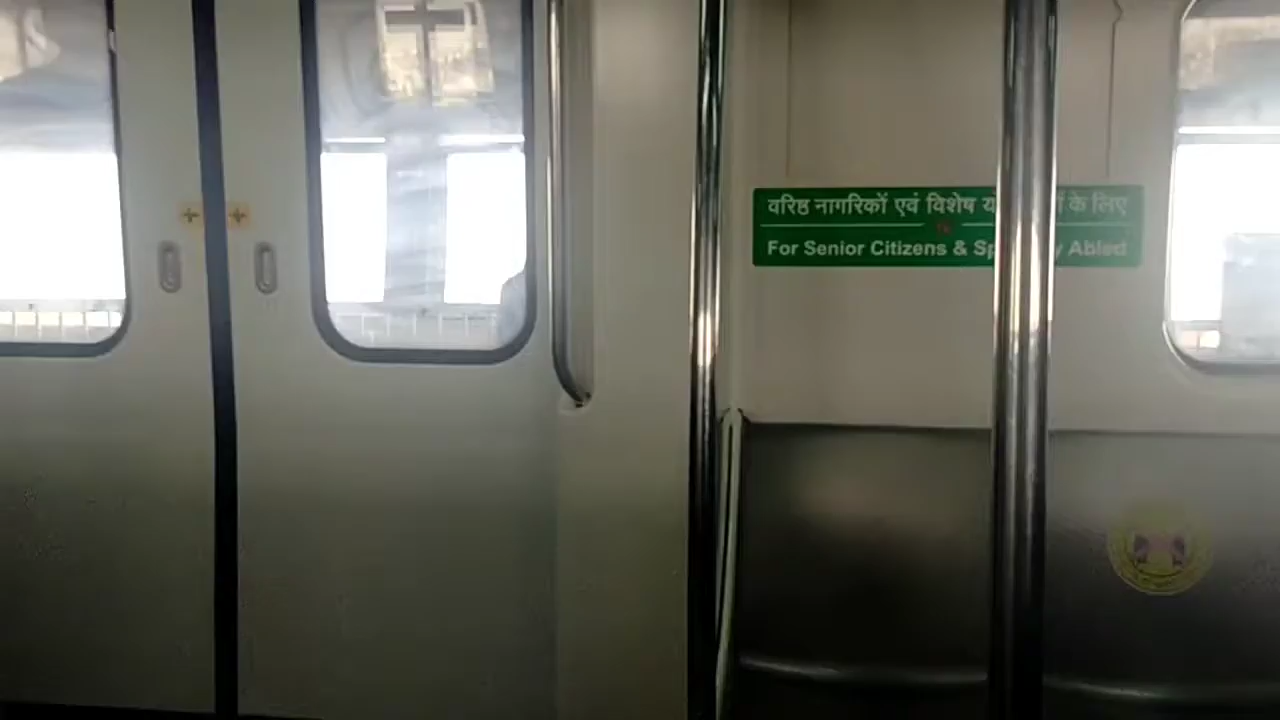 वरिष्ठ नागरिकों एवं विशेष के लिए
For Senior Citizens & Abled